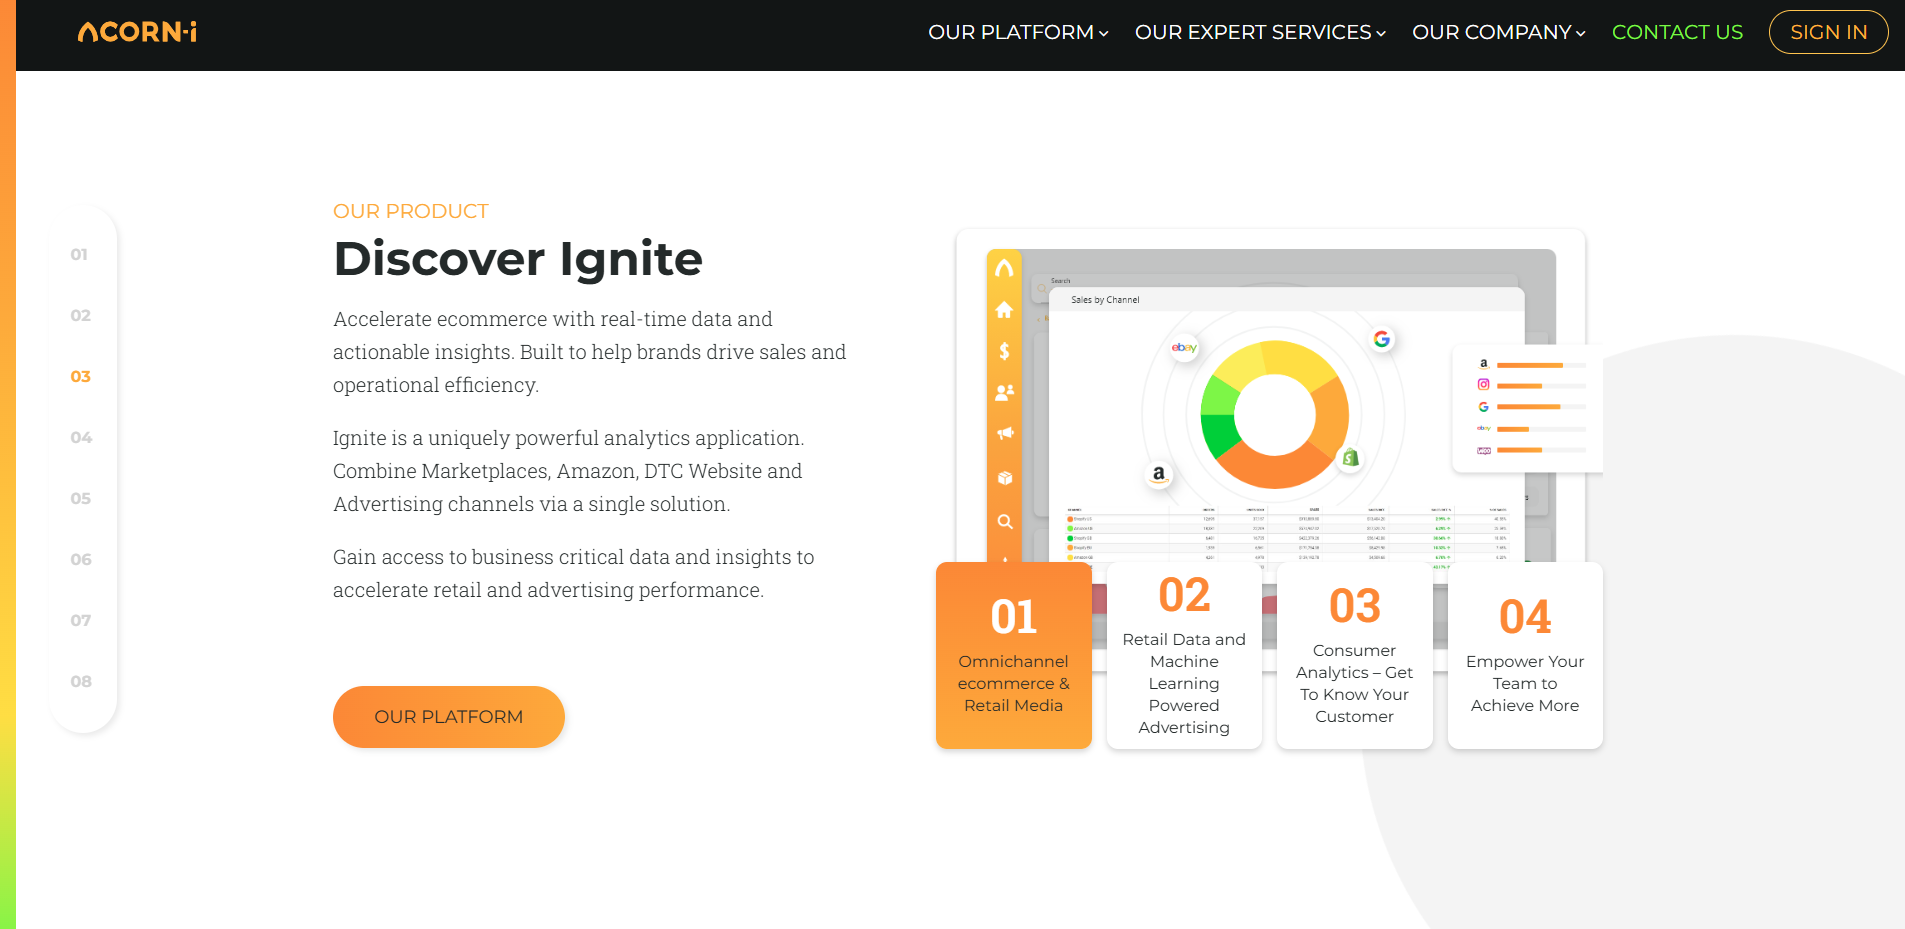 ACORN-i
OUR PLATFORM
OUR EXPERT SERVICES
OUR COMPANY
CONTACT US
SIGN IN
01
02
03
04
05
06
07
08
OUR PRODUCT
Discover Ignite
Accelerate ecommerce with real-time data and
actionable insights. Built to help brands drive sales and
operational efficiency.
Ignite is a uniquely powerful analytics application.
Combine Marketplaces, Amazon, DTC Website and
Advertising channels via a single solution.
Gain access to business critical data and insights to
accelerate retail and advertising performance.
OUR PLATFORM
Search
Sales by Channel
ebay
G
a
a
G
ebay
01
Omnichannel
ecommerce &
Retail Media
02
Retail Data and
Machine
Learning
Powered
Advertising
03
Consumer
Analytics – Get
To Know Your
Customer
04
Empower Your
Team to
Achieve More